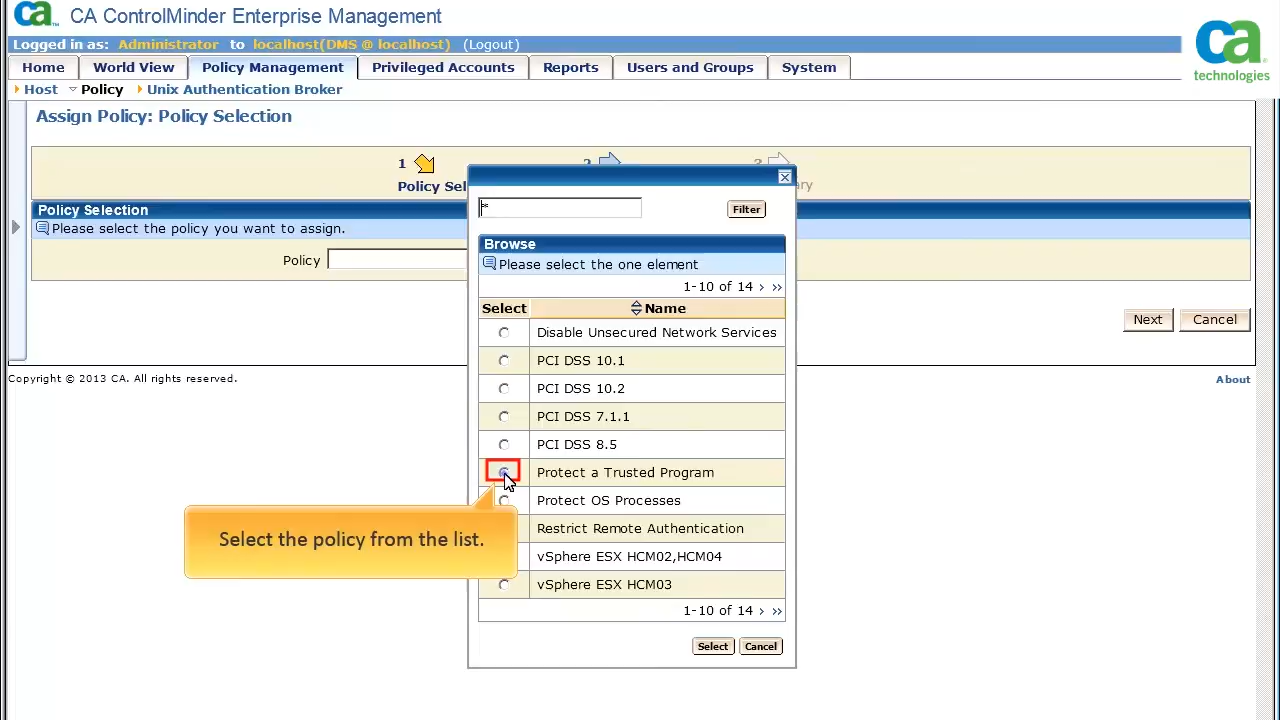 ca™ CA ControlMinder Enterprise Management
Logged in as: Administrator to localhost(DMS @ localhost) (Logout)
ca
technologies
Home World View Policy Management Privileged Accounts Reports Users and Groups System
Host Policy Unix Authentication Broker
Assign Policy: Policy Selection
1 2 3
Policy Sel
Policy Selection
Please select the policy you want to assign.
Policy
*
Filter
Browse
Please select the one element
1-10 of 14 › ››
Select Name
Disable Unsecured Network Services
PCI DSS 10.1
PCI DSS 10.2
PCI DSS 7.1.1
PCI DSS 8.5
Protect a Trusted Program
Protect OS Processes
Restrict Remote Authentication
vSphere ESX HCM02,HCM04
vSphere ESX HCM03
1-10 of 14 › ››
Select Cancel
Select the policy from the list.
Next Cancel
Copyright © 2013 CA. All rights reserved.
About